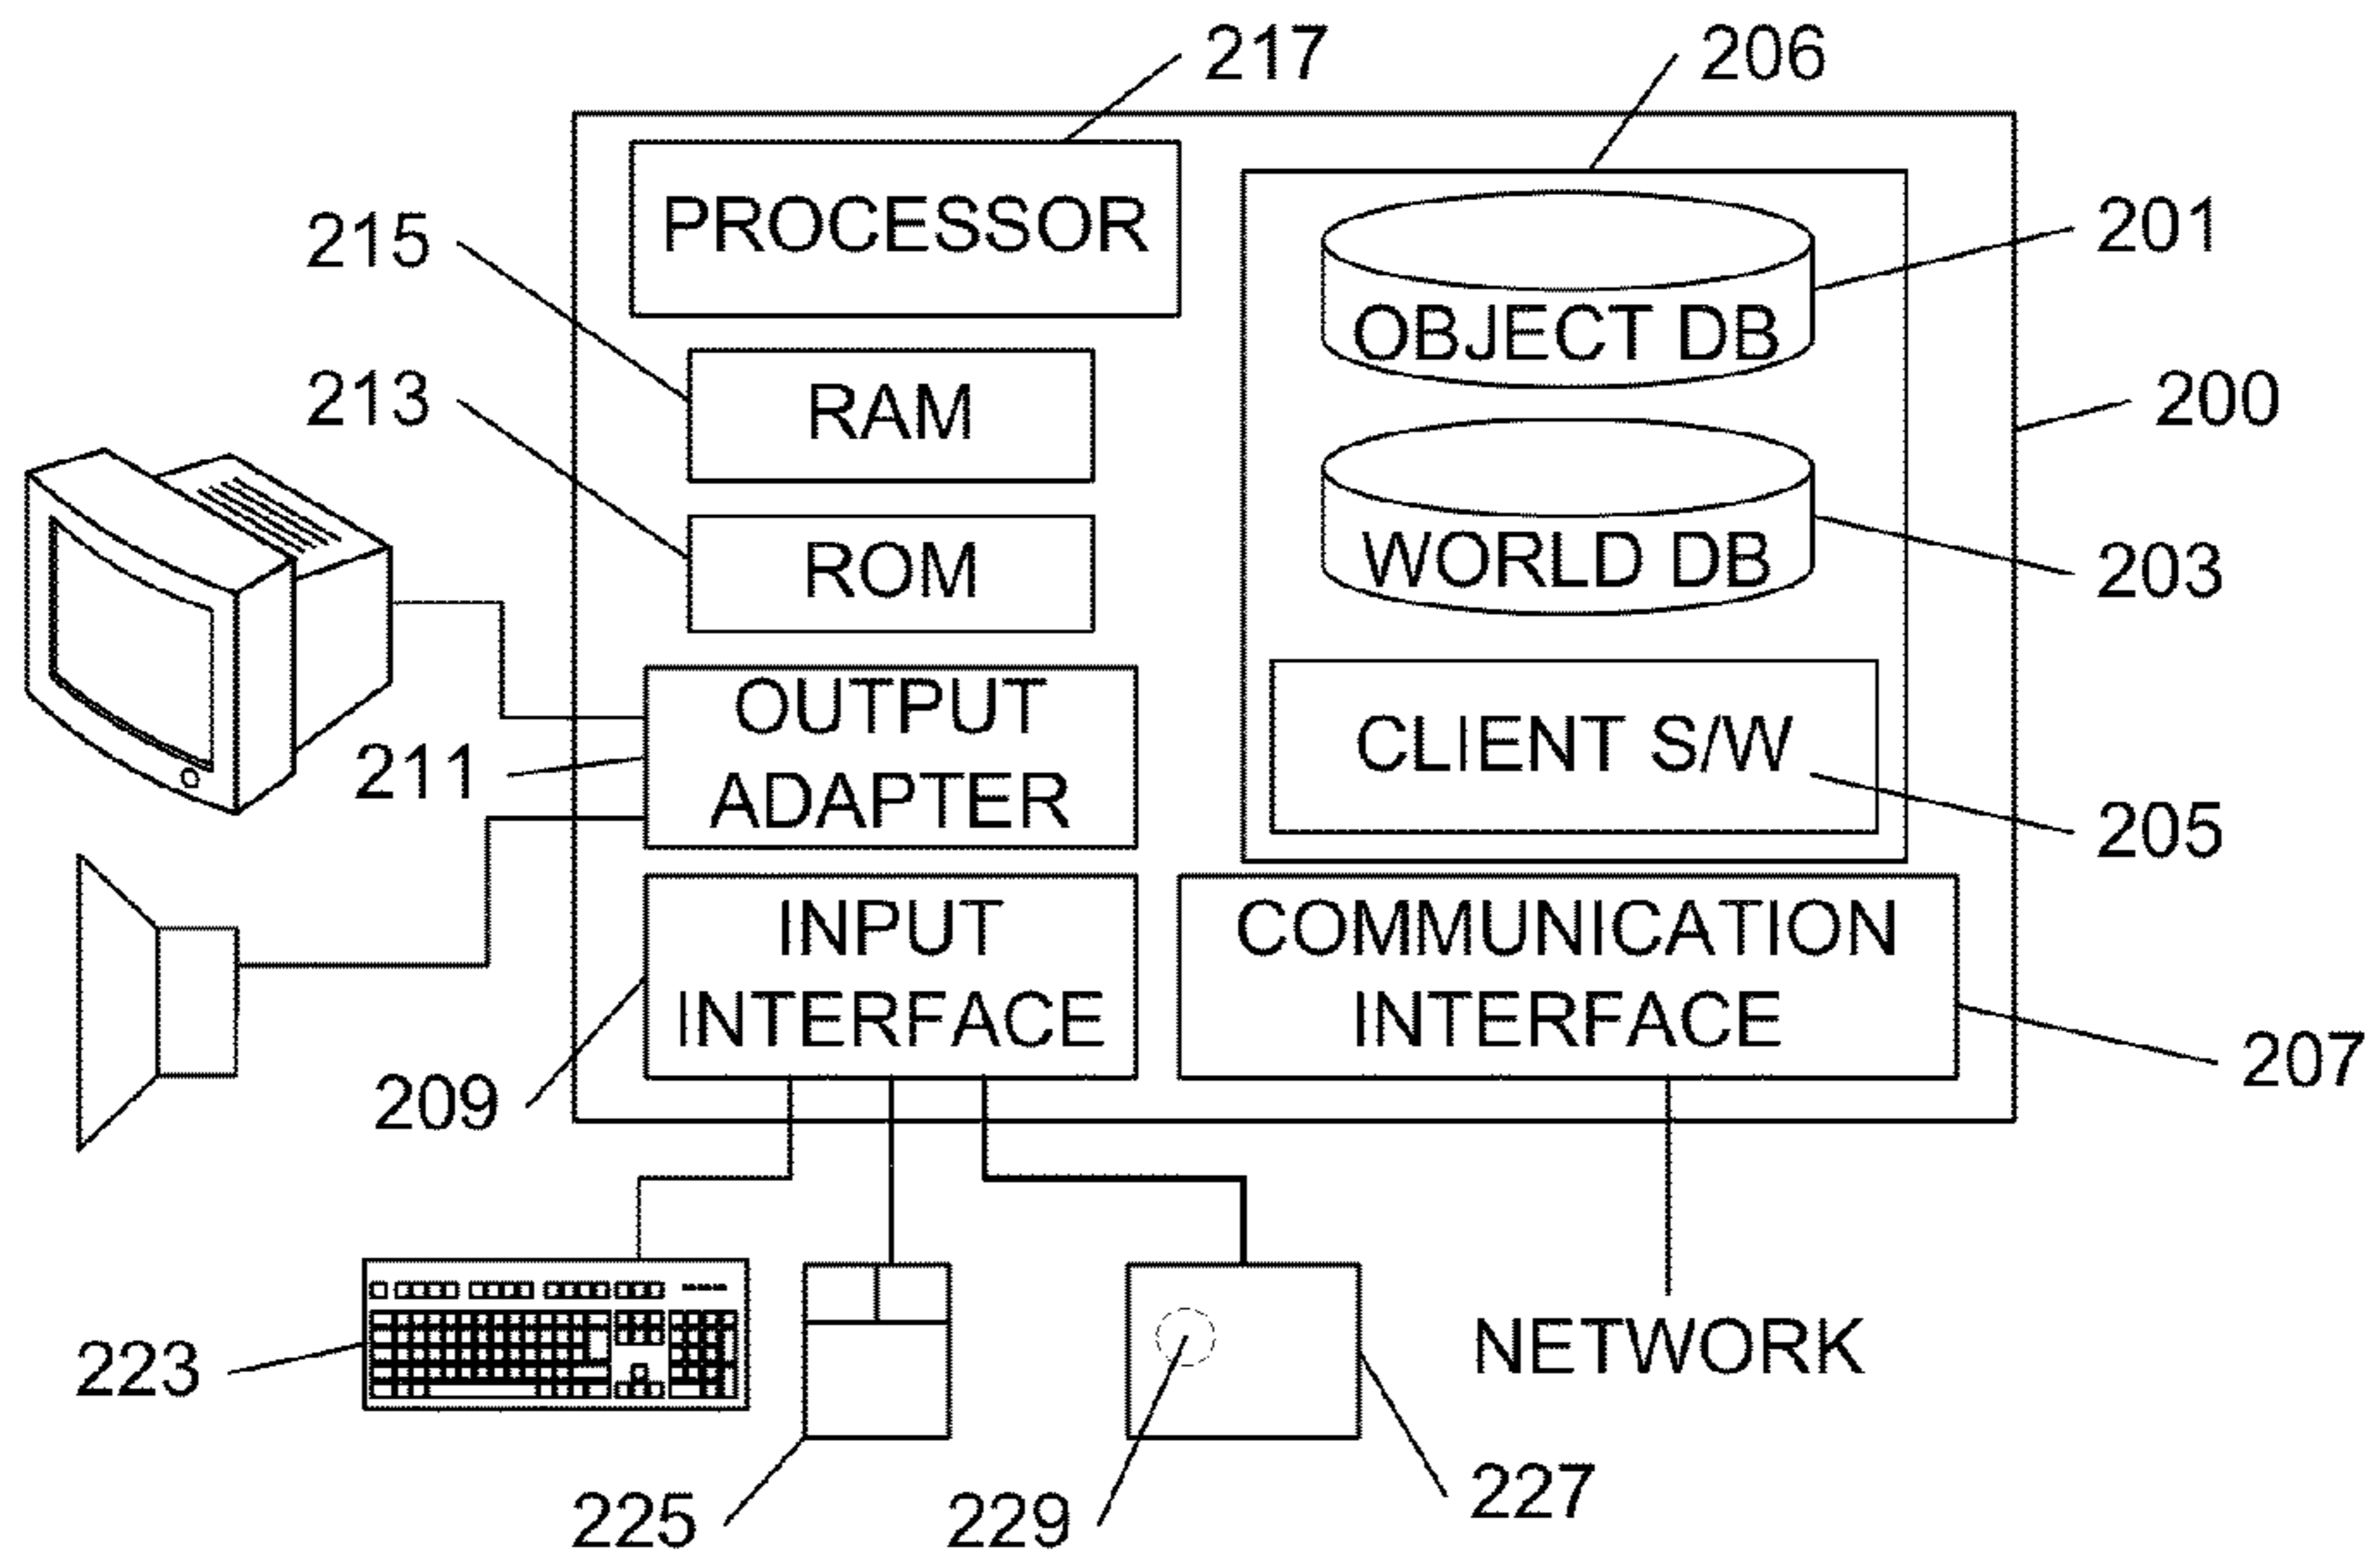 217
206
PROCESSOR
215
201
OBJECT DB
RAM
213
200
ROM
WORLD DB
203
OUTPUT
ADAPTER
211
CLIENT S/W
205
INPUT
INTERFACE
209
COMMUNICATION
INTERFACE
207
223
NETWORK
225
229
227